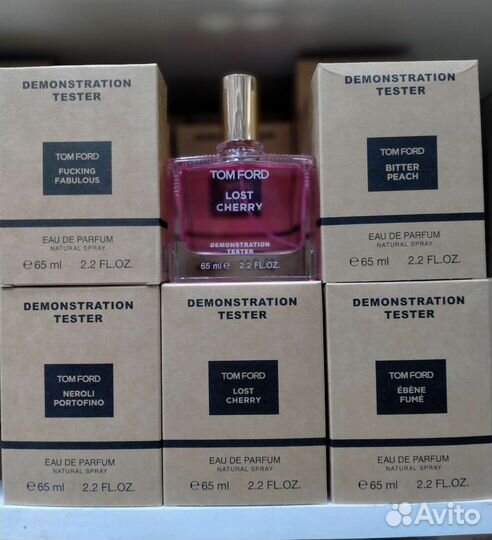 DEMONSTRATION
TESTER
TOM FORD
FUCKING
FABULOUS
EAU DE PARFUM
NATURAL SPRAY
℮ 65 ml 2.2 FL.OZ.
TOM FORD
LOST
CHERRY
DEMONSTRATION
TESTER
65 ml ℮ 2.2 FL.OZ.
DEMONSTRATION
TESTER
TOM FORD
BITTER
PEACH
EAU DE PARFUM
NATURAL SPRAY
℮ 65 ml 2.2 FL.OZ.
DEMONSTRATION
TESTER
TOM FORD
NEROLI
PORTOFINO
EAU DE PARFUM
NATURAL SPRAY
℮ 65 ml 2.2 FL.OZ.
DEMONSTRATION
TESTER
TOM FORD
LOST
CHERRY
EAU DE PARFUM
NATURAL SPRAY
℮ 65 ml 2.2 FL.OZ.
DEMONSTRATION
TESTER
TOM FORD
ÉBÈNE
FUMÉ
EAU DE PARFUM
NATURAL SPRAY
℮ 65 ml 2.2 FL.OZ.
Avito